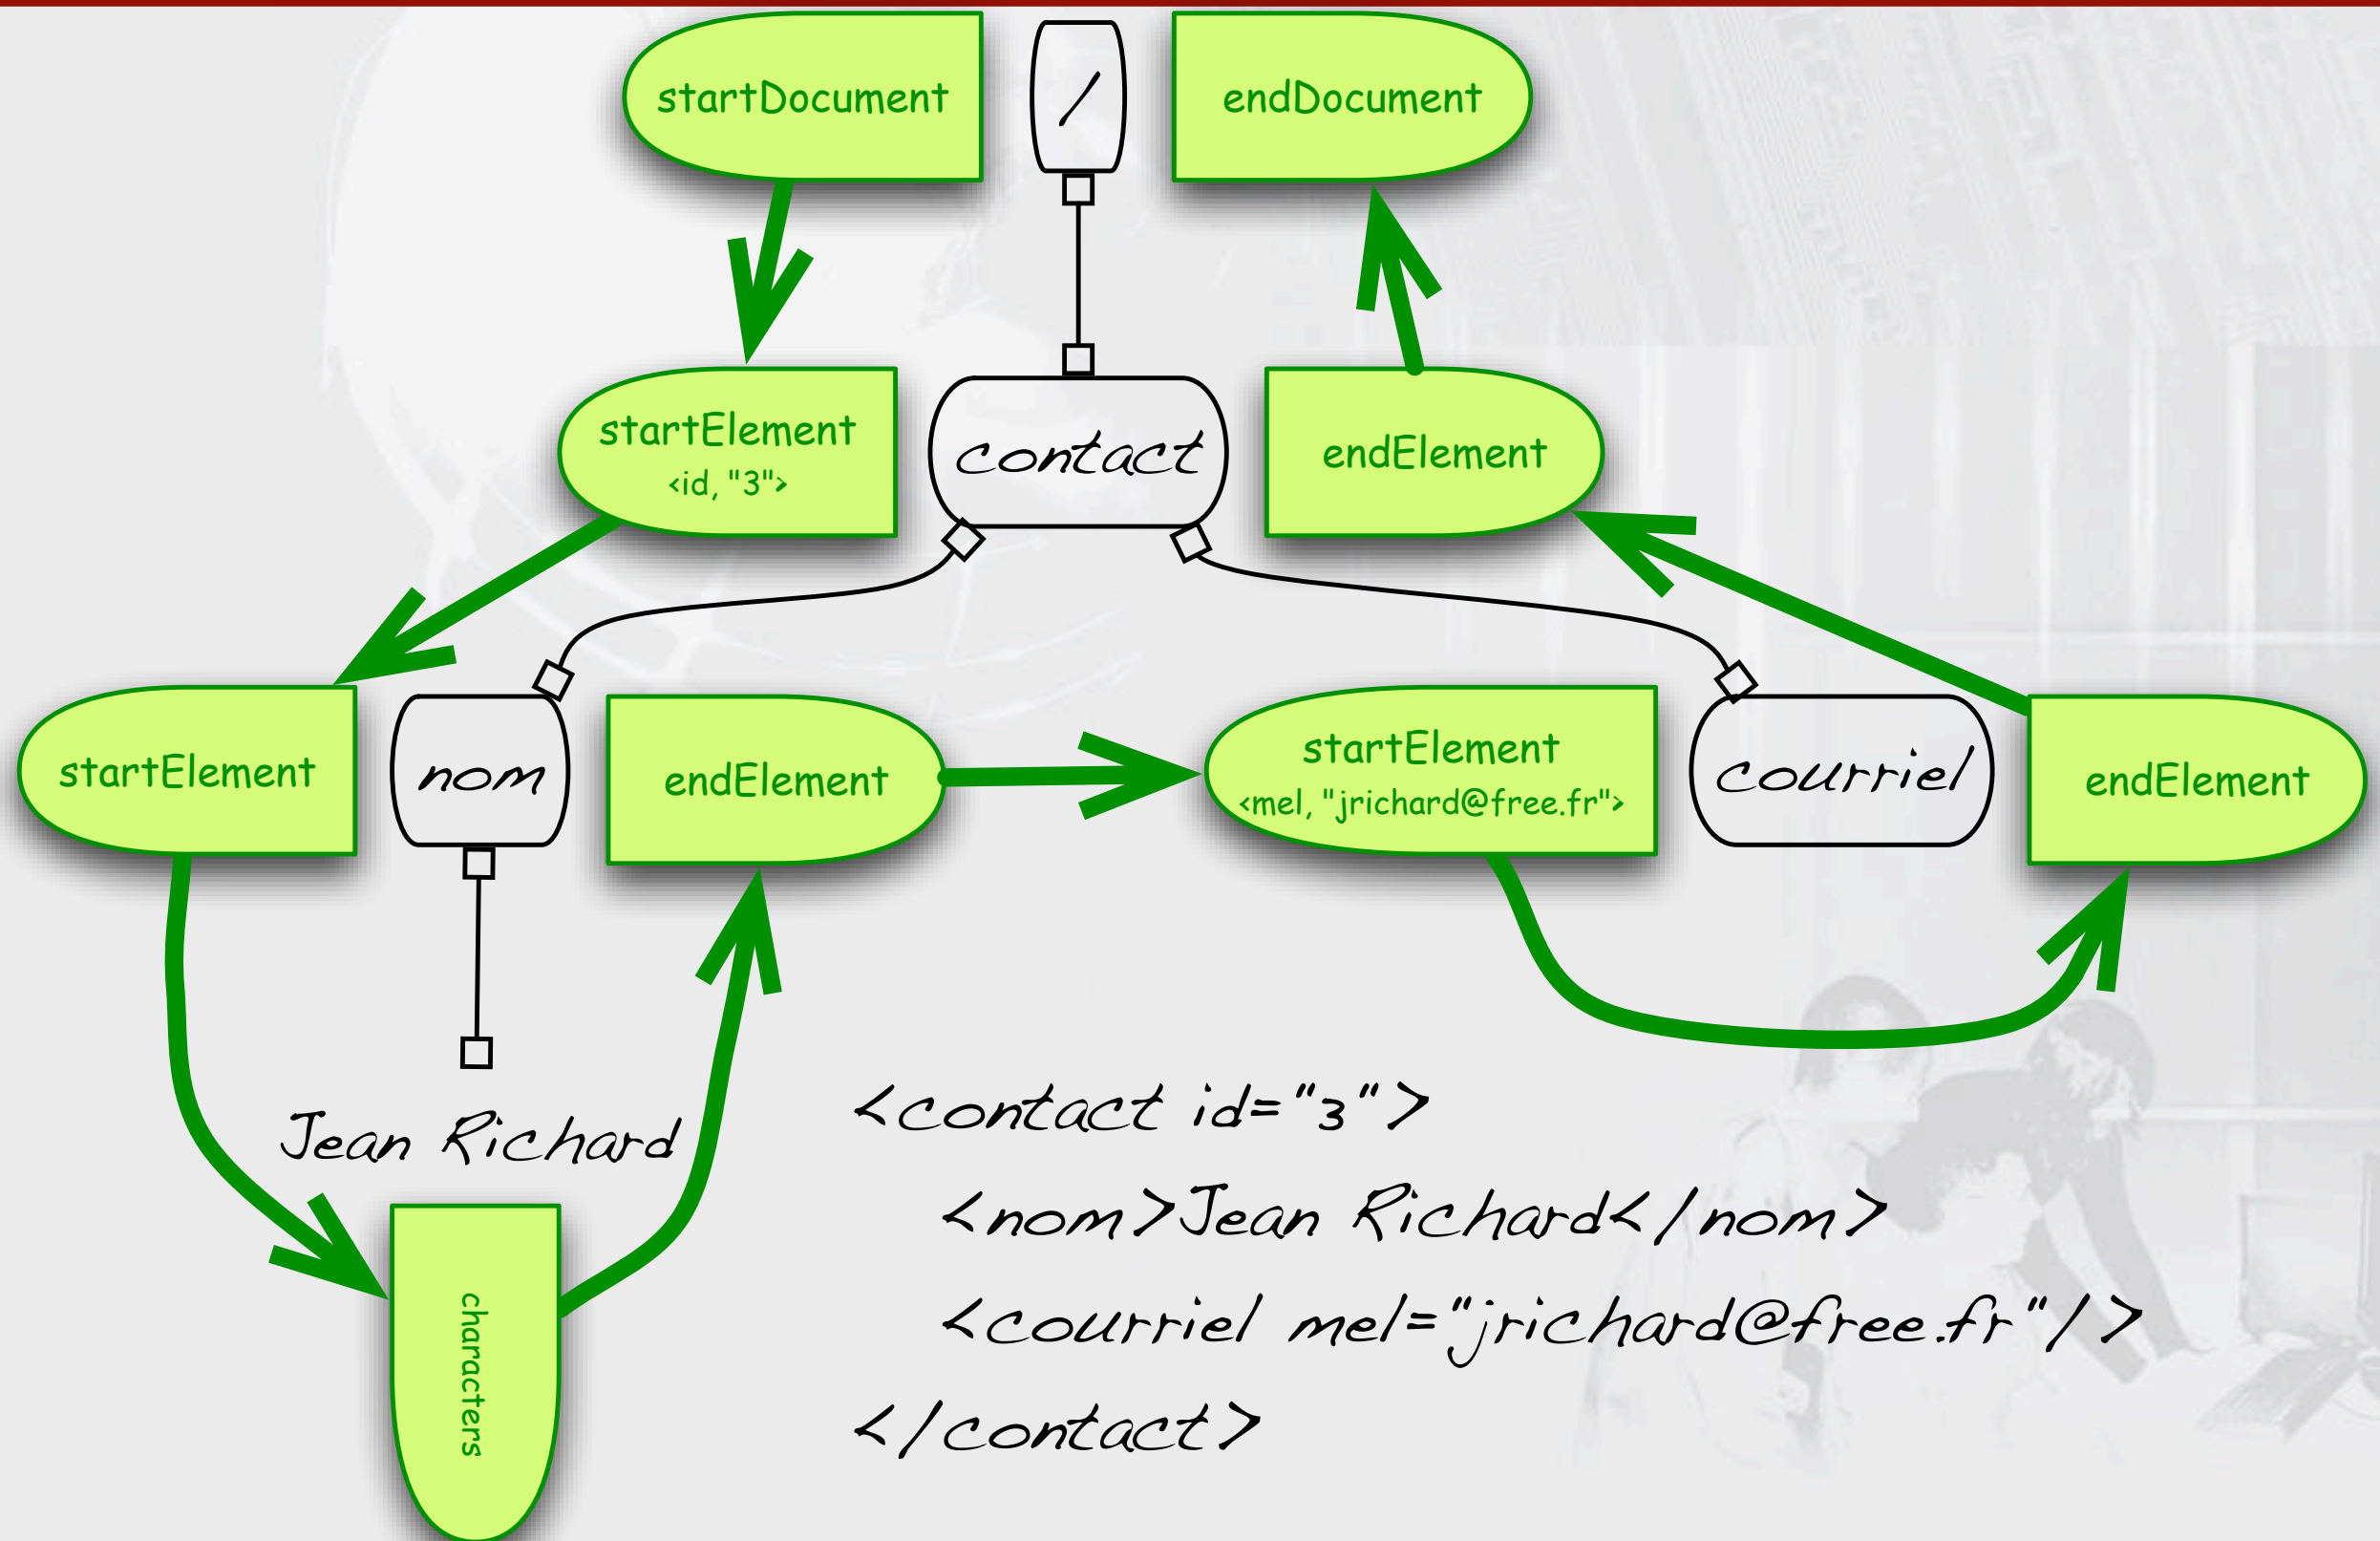 startDocument
/
endDocument
startElement
<id, "3">
contact
endElement
startElement
nom
endElement
startElement
<mel, "jrichard@free.fr">
courriel
endElement
Jean Richard
characters
<contact id="3">
<nom>Jean Richard</nom>
<courriel mel="jrichard@free.fr"/>
</contact>